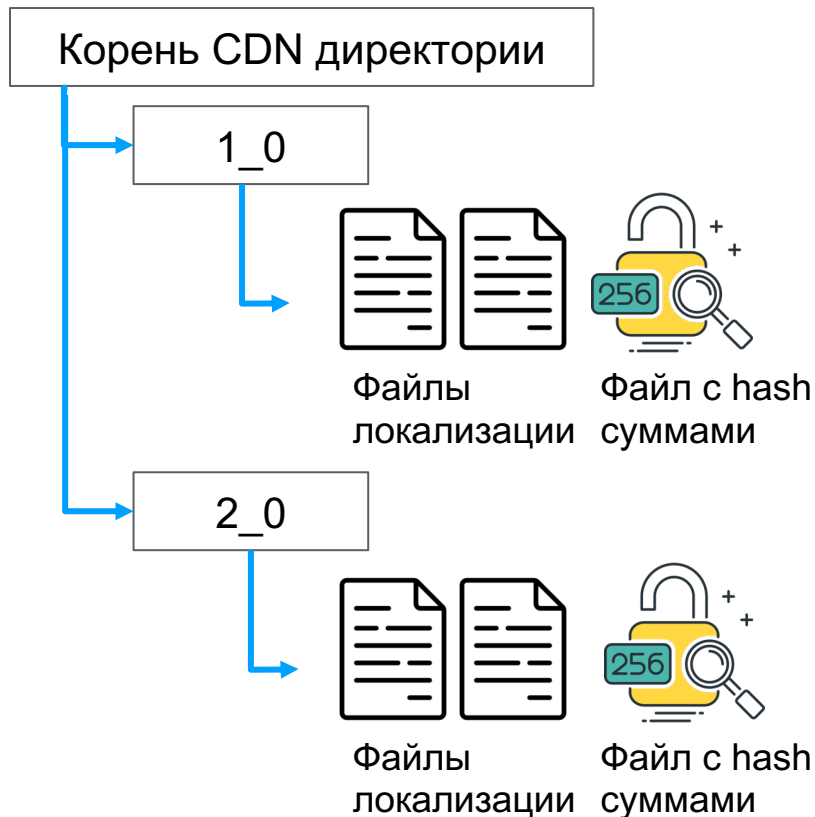 Корень CDN директории
1_0
256
Файлы
локализации
Файл с hash
суммами
2_0
256
Файлы
локализации
Файл с hash
суммами